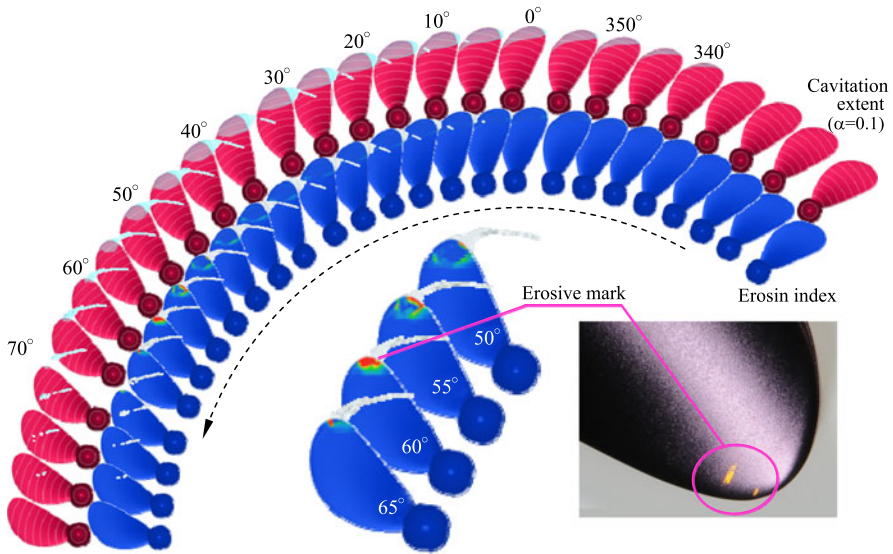 0°
10°
350°
20°
340°
30°
Cavitation
extent
(α=0.1)
40°
50°
60°
Erosive mark
Erosin index
70°
50°
55°
60°
65°